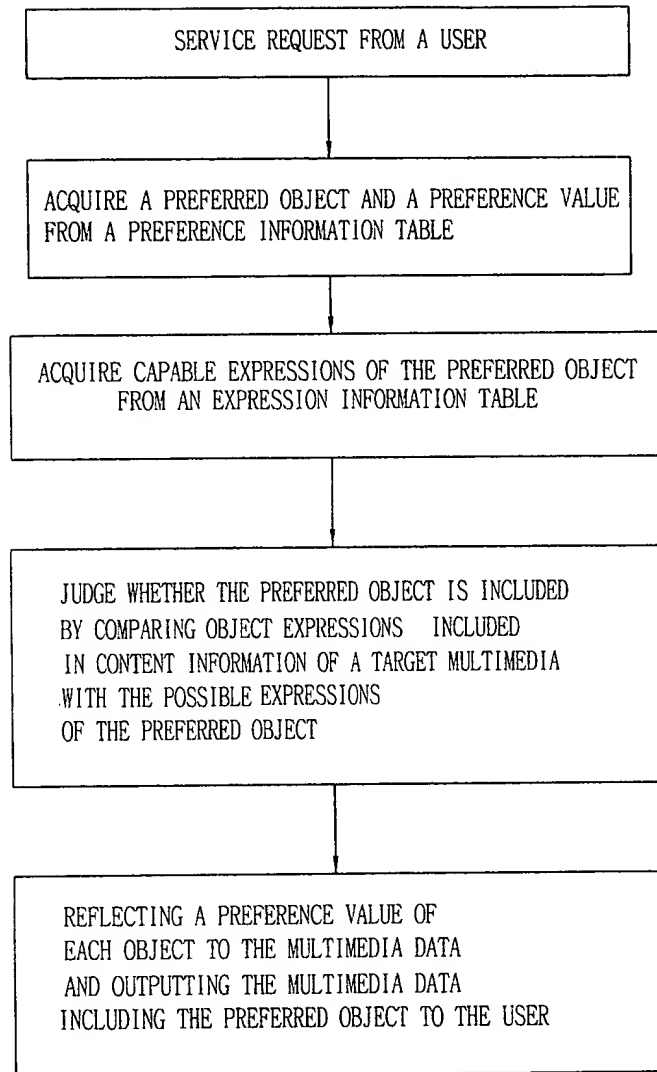 SERVICE REQUEST FROM A USER
ACQUIRE A PREFERRED OBJECT AND A PREFERENCE VALUE
FROM A PREFERENCE INFORMATION TABLE
ACQUIRE CAPABLE EXPRESSIONS OF THE PREFERRED OBJECT
FROM AN EXPRESSION INFORMATION TABLE
JUDGE WHETHER THE PREFERRED OBJECT IS INCLUDED
BY COMPARING OBJECT EXPRESSIONS INCLUDED
IN CONTENT INFORMATION OF A TARGET MULTIMEDIA
WITH THE POSSIBLE EXPRESSIONS
OF THE PREFERRED OBJECT
REFLECTING A PREFERENCE VALUE OF
EACH OBJECT TO THE MULTIMEDIA DATA
AND OUTPUTTING THE MULTIMEDIA DATA
INCLUDING THE PREFERRED OBJECT TO THE USER